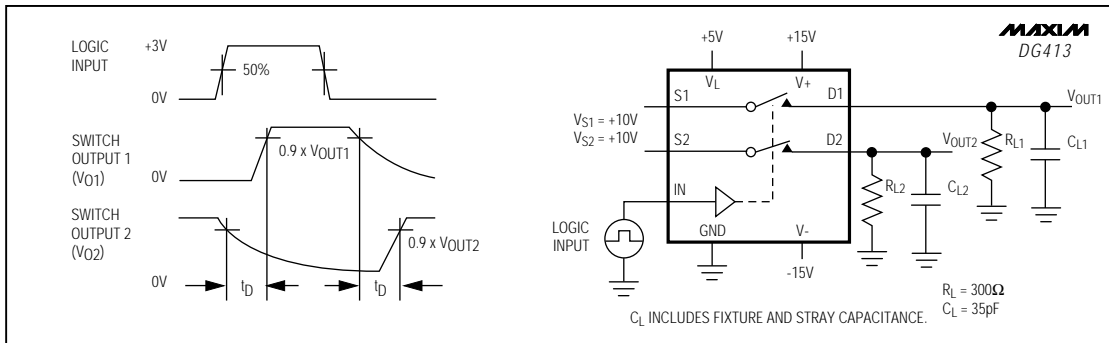 LOGIC
INPUT
+3V
50%
0V
SWITCH
OUTPUT 1
(VO1)
0.9 x VOUT1
0V
SWITCH
OUTPUT 2
(VO2)
0.9 x VOUT2
0V
tD
tD
MAXIM
DG413
+5V
+15V
VL
V+
S1
D1
VOUT1
VS1 = +10V
VS2 = +10V
S2
D2
VOUT2
RL1
CL1
RL2
CL2
IN
LOGIC
INPUT
GND
V-
-15V
RL = 300Ω
CL = 35pF
CL INCLUDES FIXTURE AND STRAY CAPACITANCE.